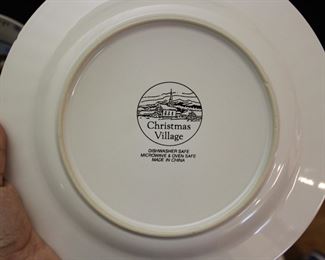 Christmas
Village
DISHWASHER SAFE
MICROWAVE & OVEN SAFE
MADE IN CHINA